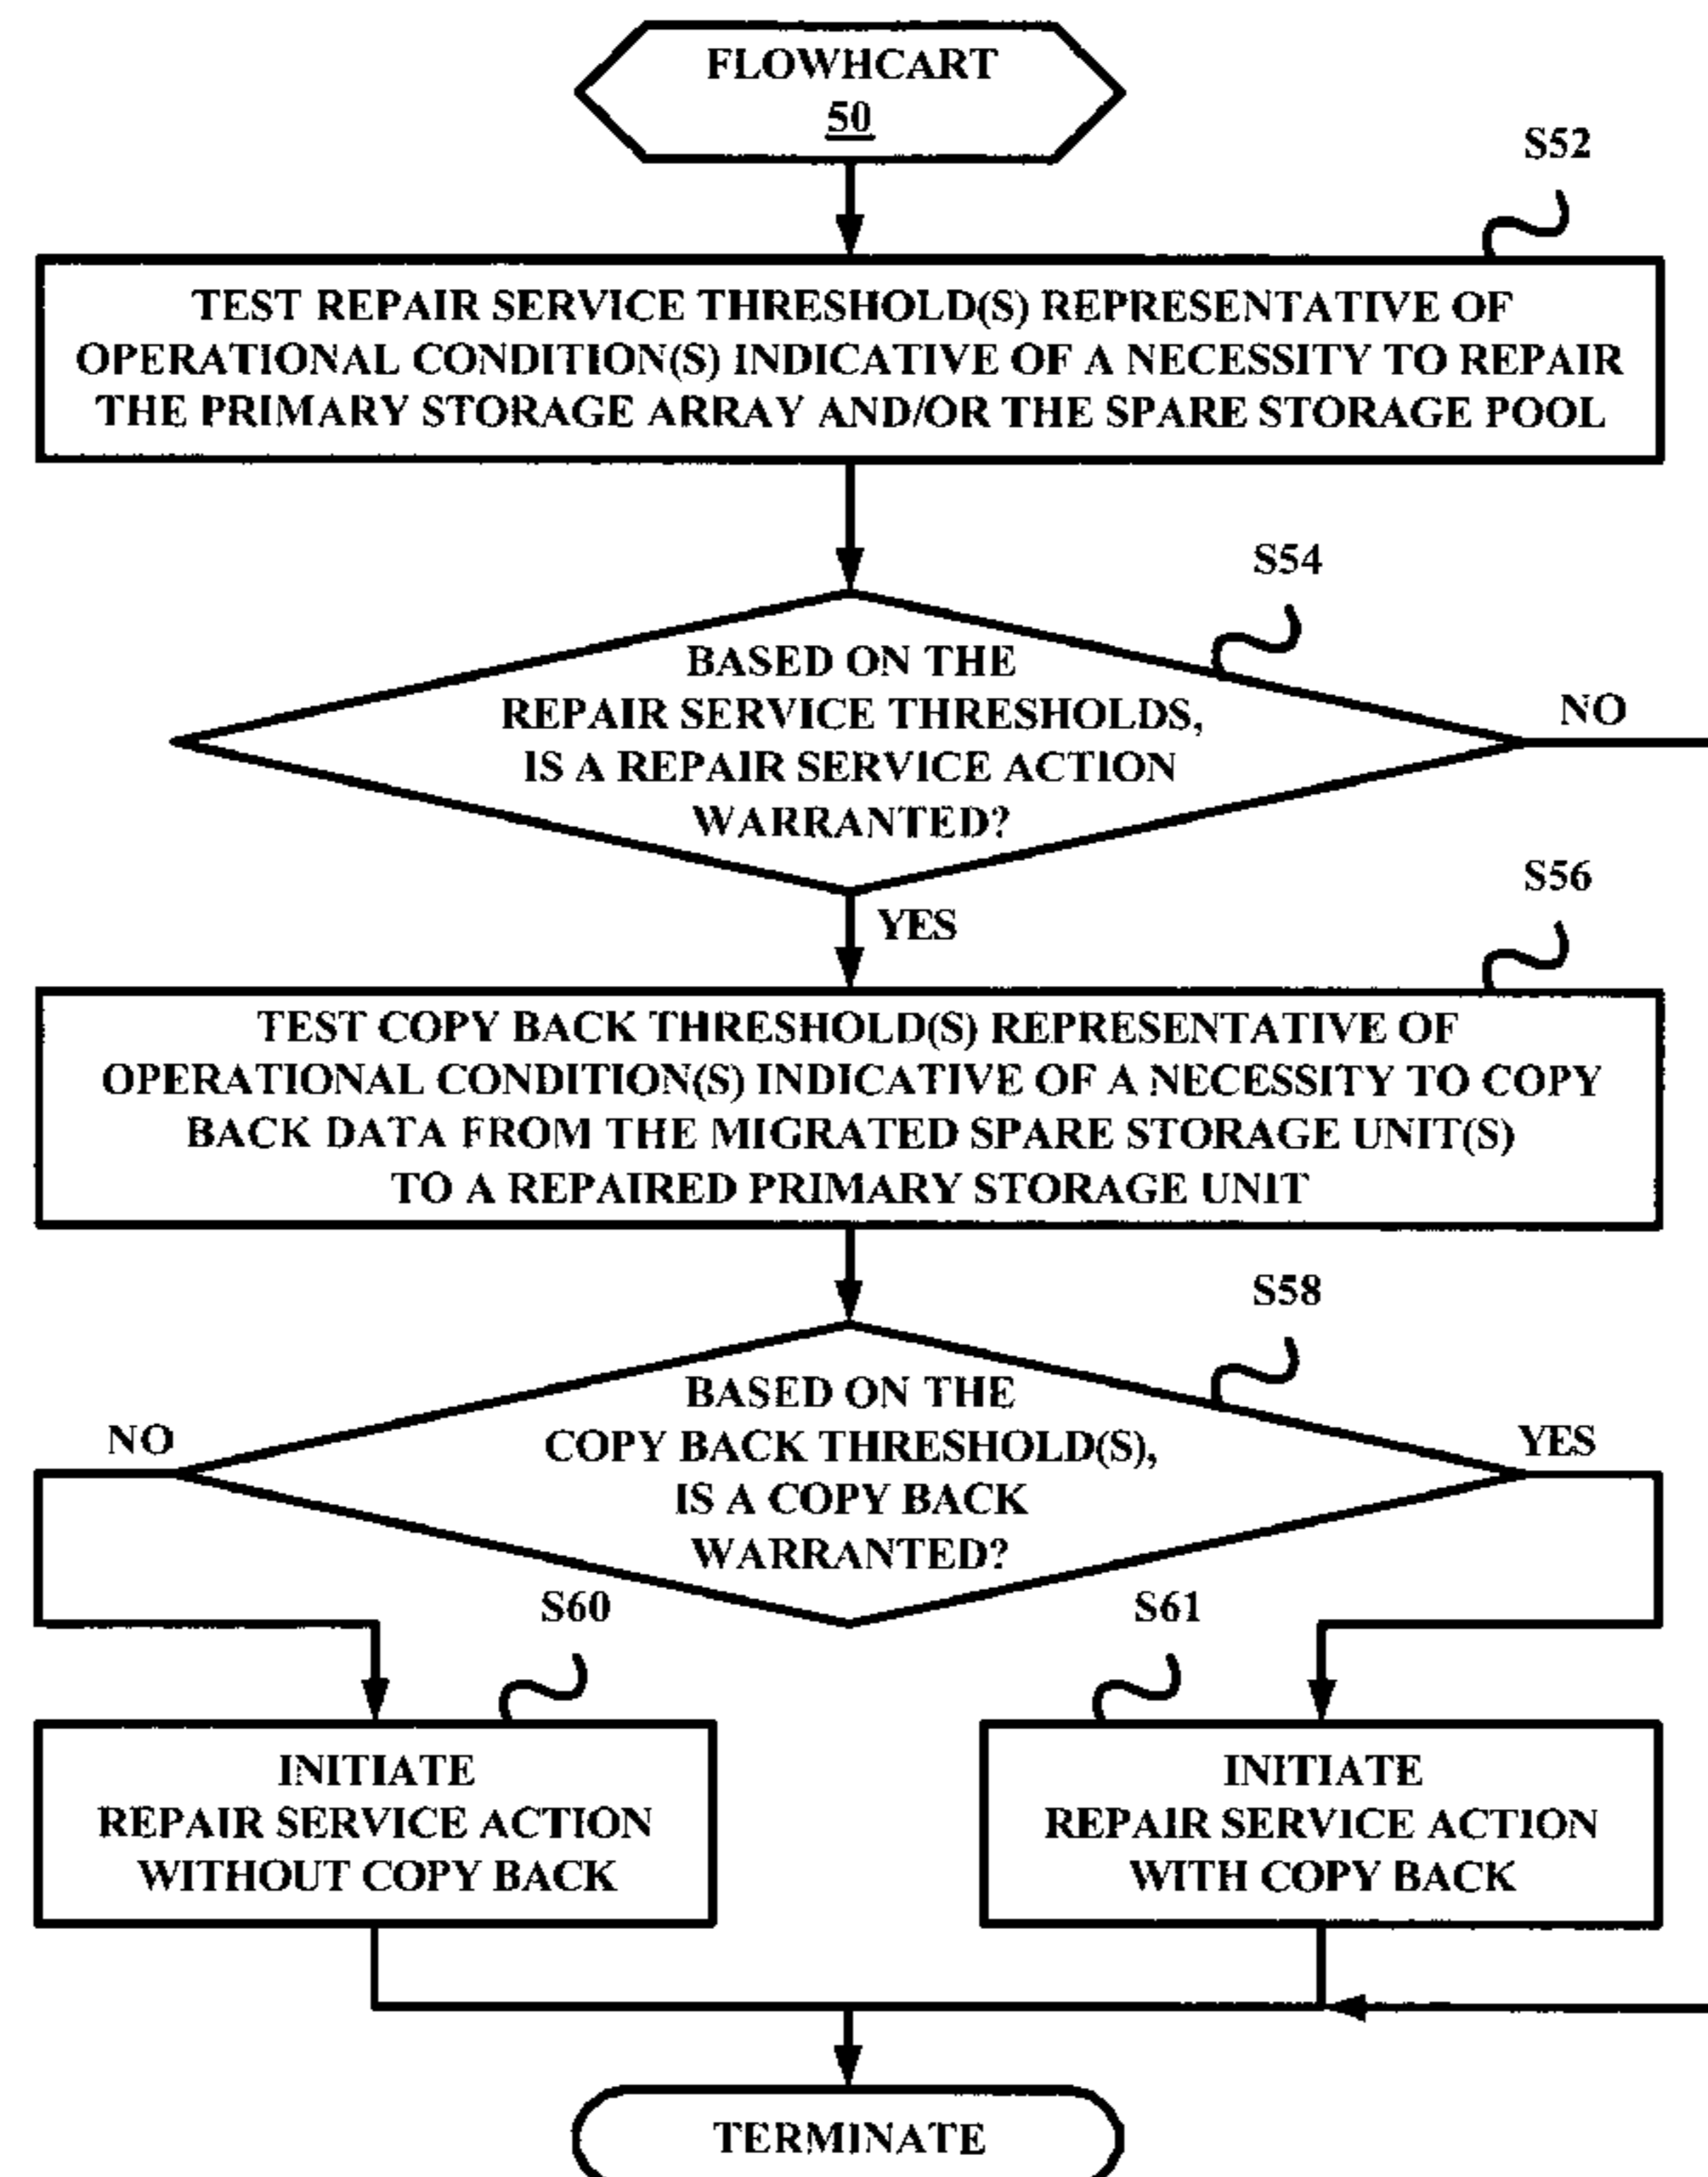 FLOWHCART
50
S52
TEST REPAIR SERVICE THRESHOLD(S) REPRESENTATIVE OF
OPERATIONAL CONDITION(S) INDICATIVE OF A NECESSITY TO REPAIR
THE PRIMARY STORAGE ARRAY AND/OR THE SPARE STORAGE POOL
S54
BASED ON THE
REPAIR SERVICE THRESHOLDS,
IS A REPAIR SERVICE ACTION
WARRANTED?
NO
YES
S56
TEST COPY BACK THRESHOLD(S) REPRESENTATIVE OF
OPERATIONAL CONDITION(S) INDICATIVE OF A NECESSITY TO COPY
BACK DATA FROM THE MIGRATED SPARE STORAGE UNIT(S)
TO A REPAIRED PRIMARY STORAGE UNIT
S58
BASED ON THE
COPY BACK THRESHOLD(S),
IS A COPY BACK
WARRANTED?
NO
YES
S60
S61
INITIATE
REPAIR SERVICE ACTION
WITHOUT COPY BACK
INITIATE
REPAIR SERVICE ACTION
WITH COPY BACK
TERMINATE